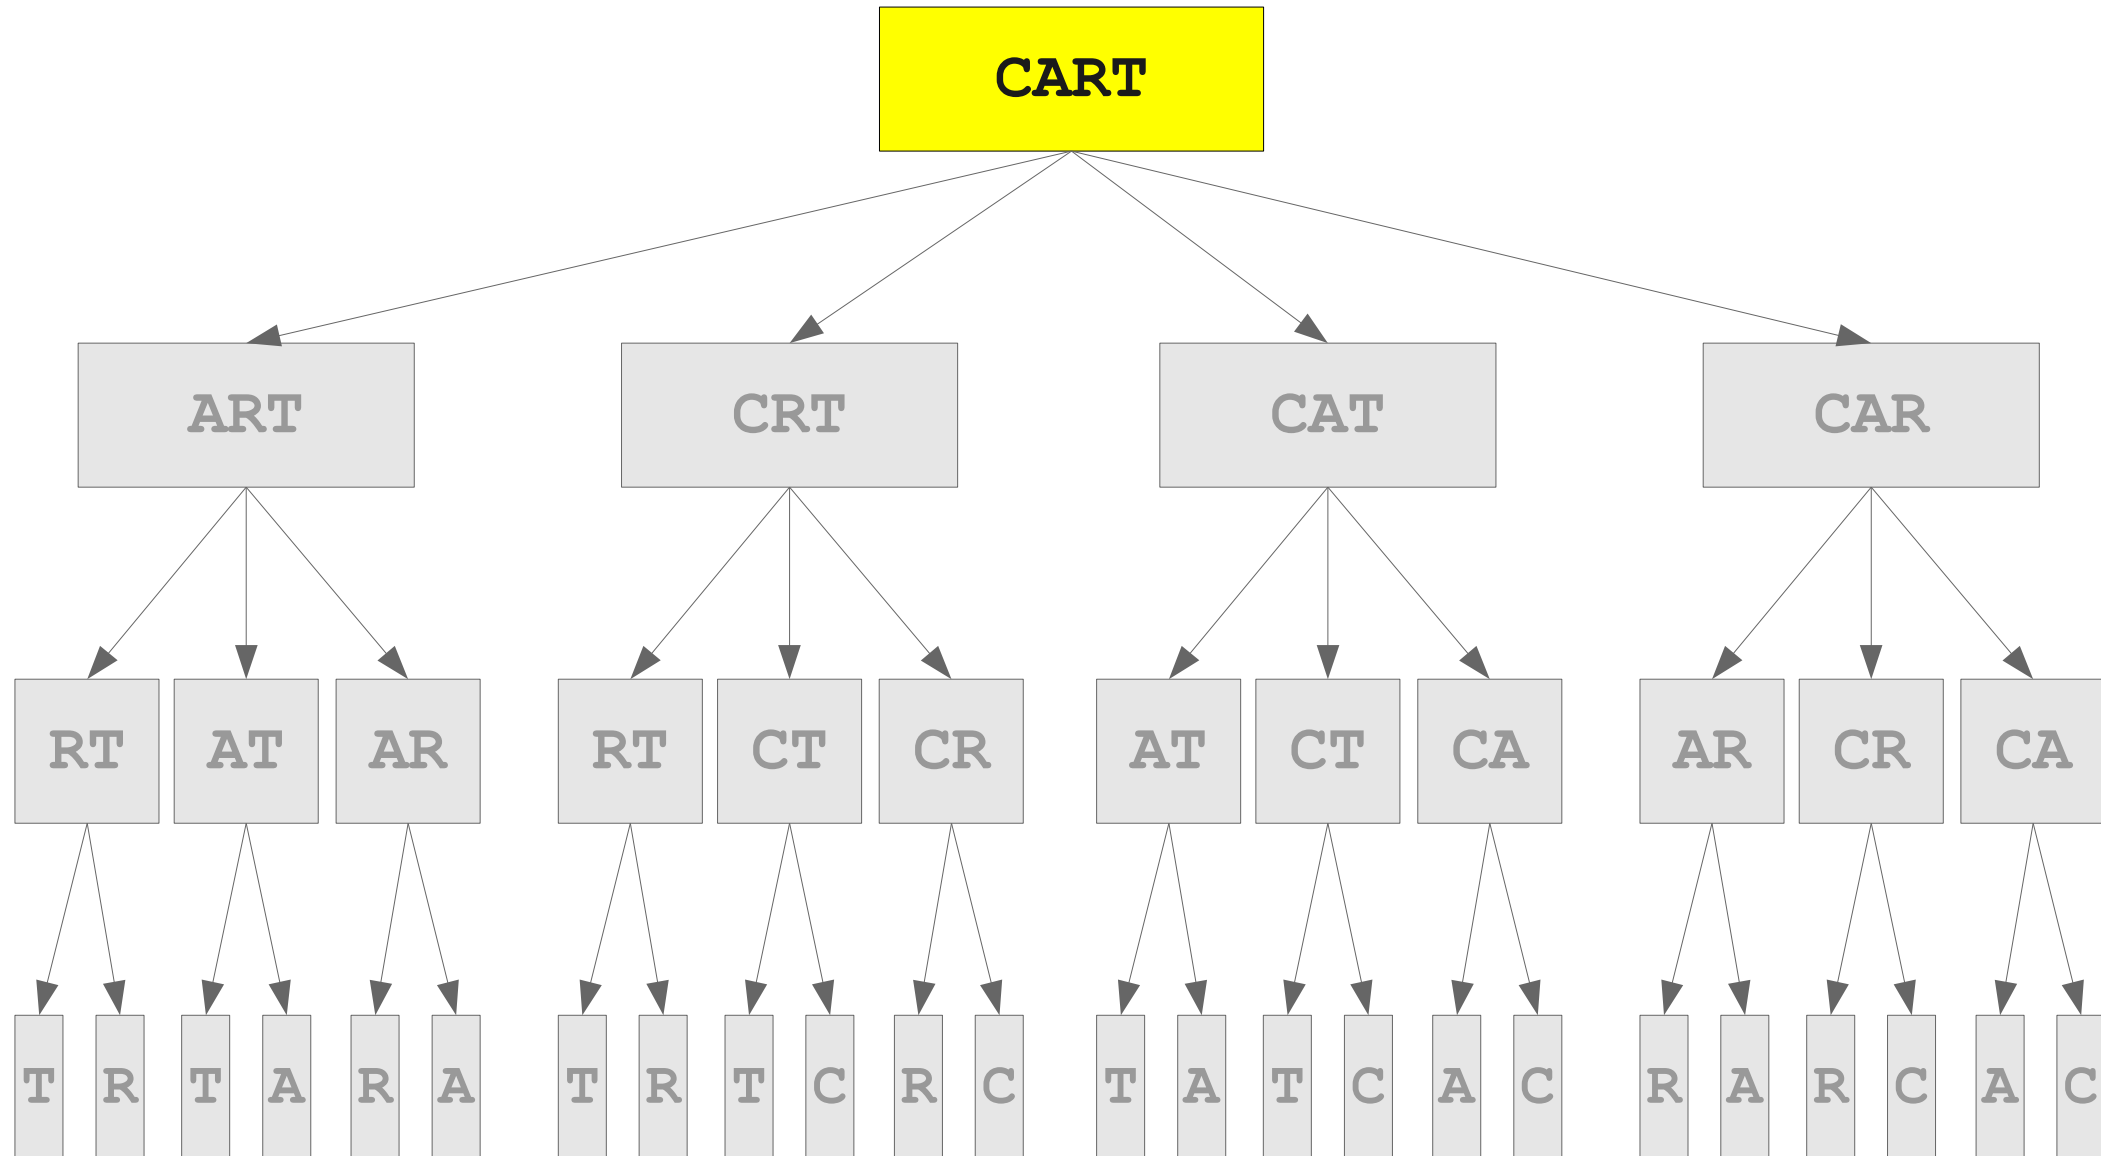 CART
ART CRT CAT CAR
RT AT AR RT CT CR AT CT CA AR CR CA
T R T A R A T R T C R C T A T C A C R A R C A C